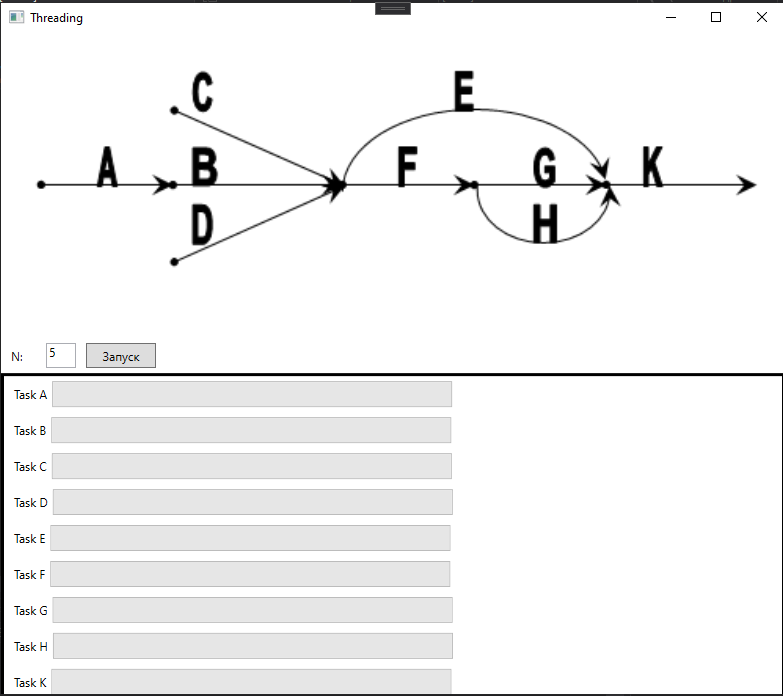 Threading
C
E
A
B
F
G
K
D
H
N: 5 Запуск
Task A
Task B
Task C
Task D
Task E
Task F
Task G
Task H
Task K